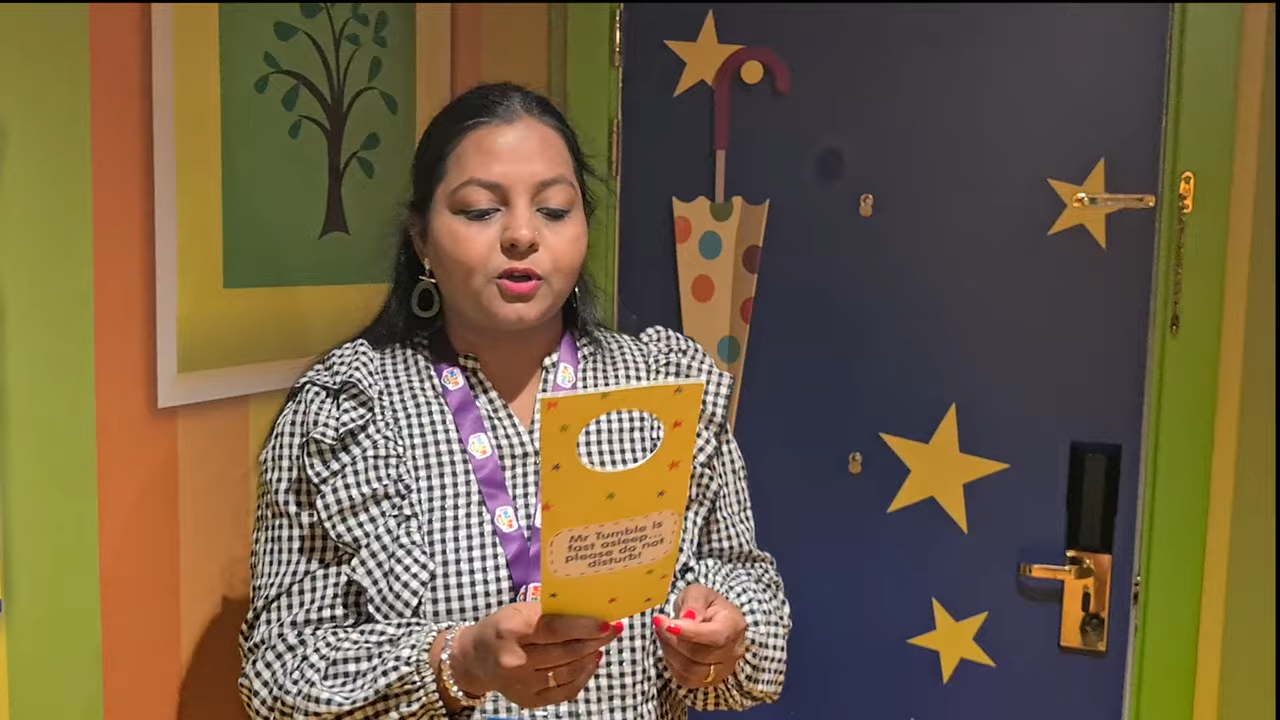 Mr Tumble is
fast asleep...
please do not
disturb!